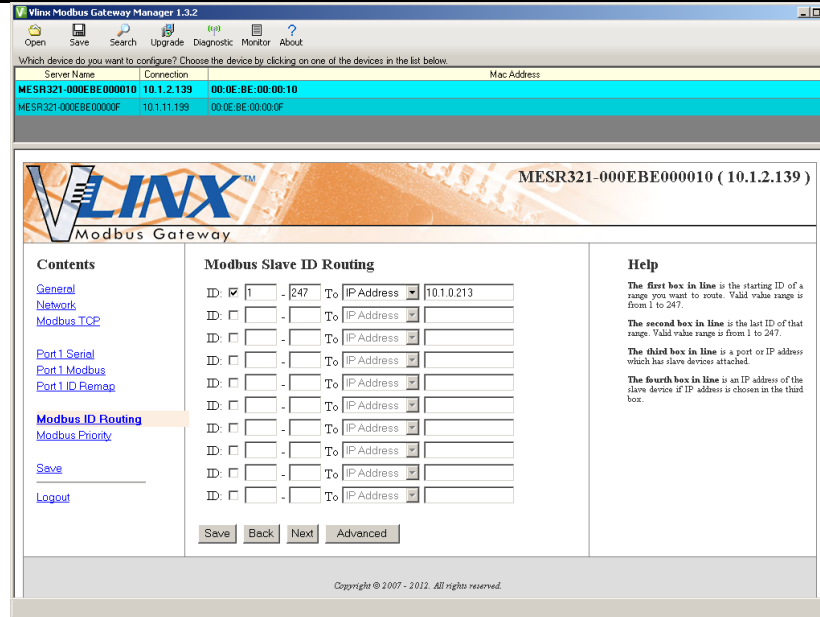 Vlinx Modbus Gateway Manager 1.3.2
Open Save Search Upgrade Diagnostic Monitor About
Which device do you want to configure? Choose the device by clicking on one of the devices in the list below.
Server Name Connection Mac Address
MESR321-000EBE000010 10.1.2.139 00:0E:BE:00:00:10
MESR321-000EBE00000F 10.1.11.199 00:0E:BE:00:00:0F
VLINX TM
Modbus Gateway
MESR321-000EBE000010 ( 10.1.2.139 )
Contents
General
Network
Modbus TCP
Port 1 Serial
Port 1 Modbus
Port 1 ID Remap
Modbus ID Routing
Modbus Priority
Save
Logout
Modbus Slave ID Routing
ID: 1 - 247 To IP Address 10.1.0.213
ID: - To IP Address
ID: - To IP Address
ID: - To IP Address
ID: - To IP Address
ID: - To IP Address
ID: - To IP Address
ID: - To IP Address
ID: - To IP Address
ID: - To IP Address
Save Back Next Advanced
Help
The first box in line is the starting ID of a
range you want to route. Valid value range is
from 1 to 247.
The second box in line is the last ID of that
range. Valid value range is from 1 to 247.
The third box in line is a port or IP address
which has slave devices attached.
The fourth box in line is an IP address of the
slave device if IP address is chosen in the third
box.
Copyright © 2007 - 2012. All rights reserved.